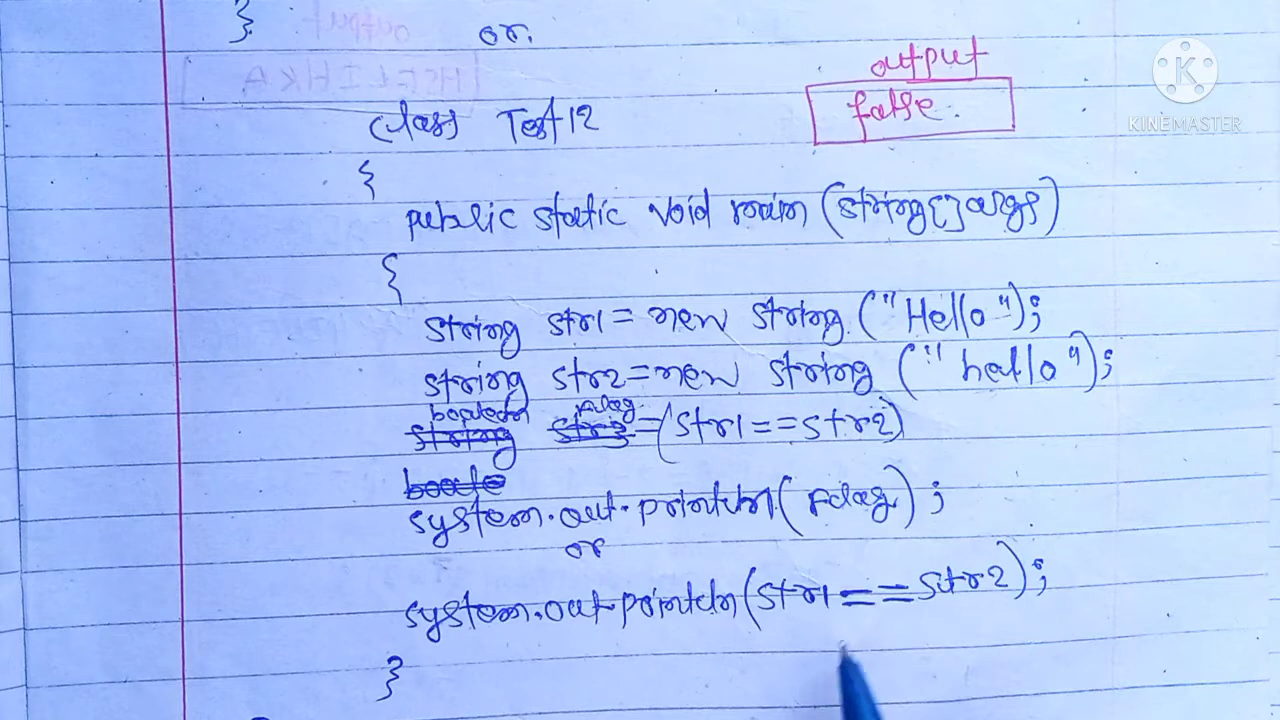 }
or.
output
false.
class Test12
{
public static void main (string[] args)
{
string str1 = new string ("Hello");
string str2 = new string ("hello");
boolean flag
string str3 = (str1 == str2)
boole
system.out.println (flag);
or
system.out.println (str1 == str2);
}
KINEMASTER